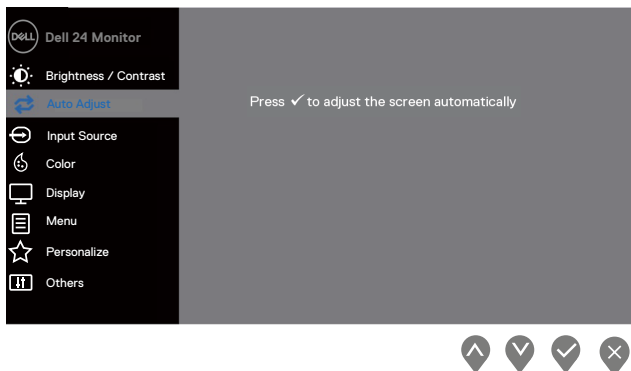 DELL Dell 24 Monitor
Brightness / Contrast
Auto Adjust
Press ✓ to adjust the screen automatically
Input Source
Color
Display
Menu
Personalize
Others